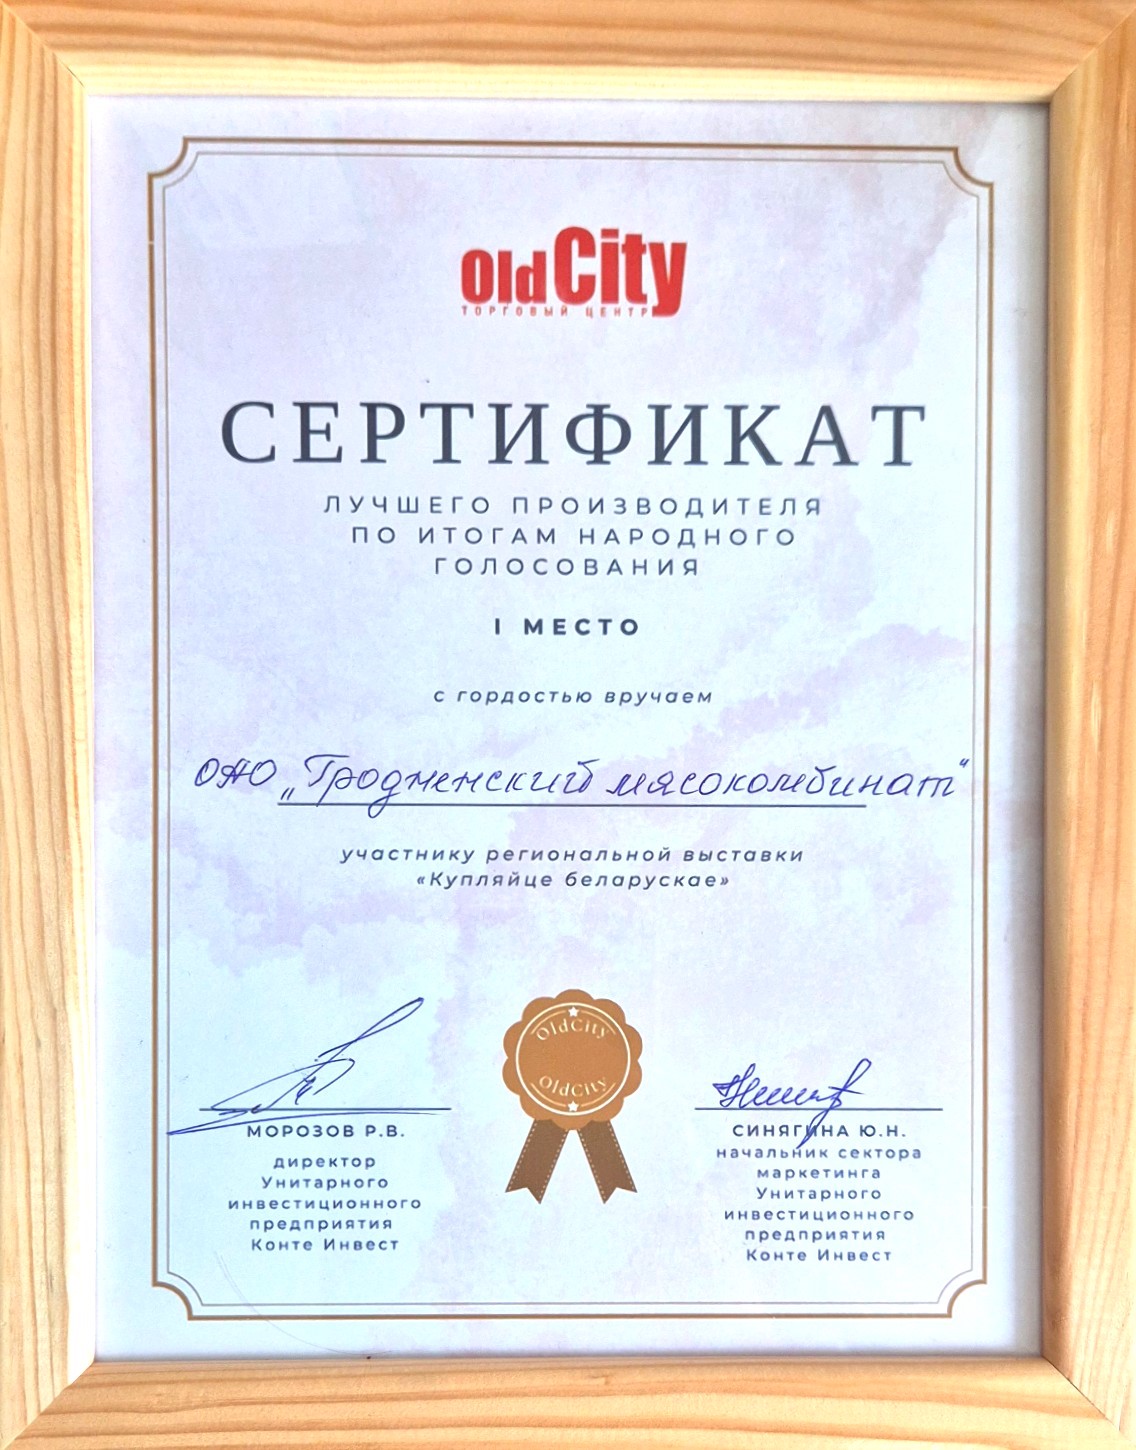 OldCity
ТОРГОВЫЙ ЦЕНТР
СЕРТИФИКАТ
ЛУЧШЕГО ПРОИЗВОДИТЕЛЯ
ПО ИТОГАМ НАРОДНОГО
ГОЛОСОВАНИЯ
I МЕСТО
с гордостью вручаем
ОАО „Гродненский мясокомбинат"
участнику региональной выставки
«Купляйце беларускае»
OldCity
OldCity
МОРОЗОВ Р.В.
директор
Унитарного
инвестиционного
предприятия
Конте Инвест
СИНЯГИНА Ю.Н.
начальник сектора
маркетинга
Унитарного
инвестиционного
предприятия
Конте Инвест